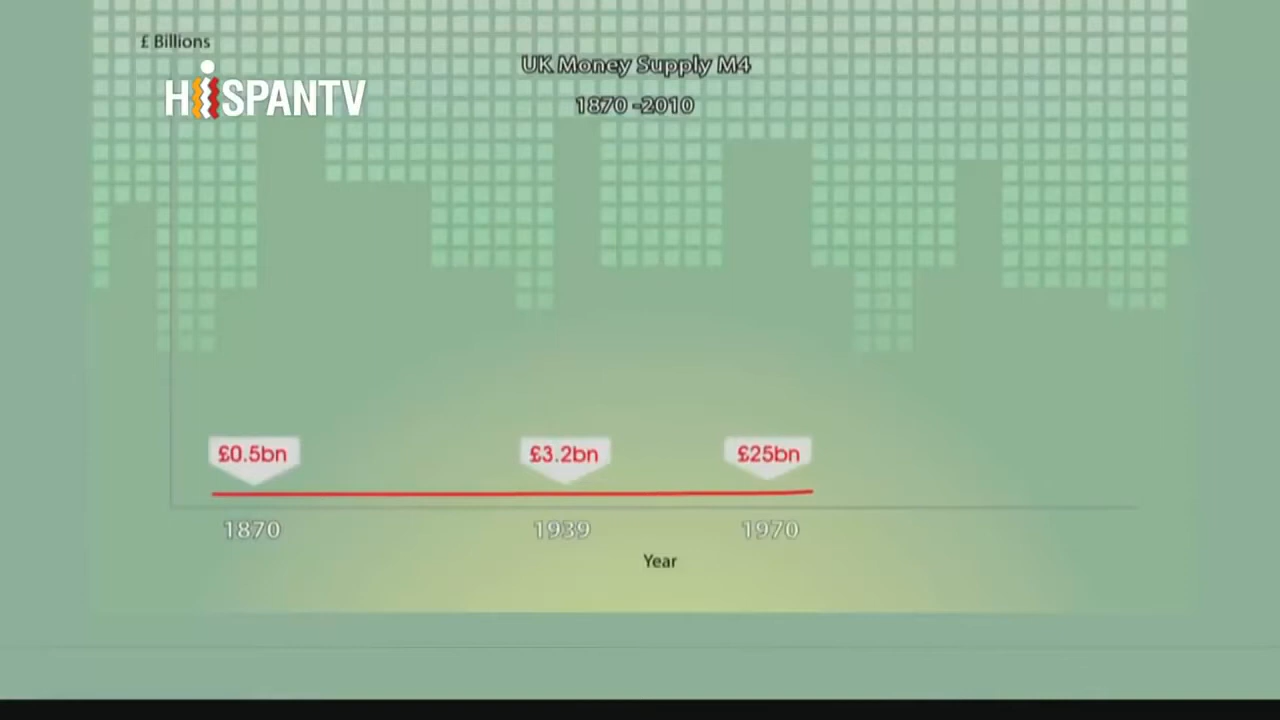 £ Billions
UK Money Supply M4
HISPANTV
1870 -2010
£0.5bn
£3.2bn
£25bn
1870
1939
1970
Year